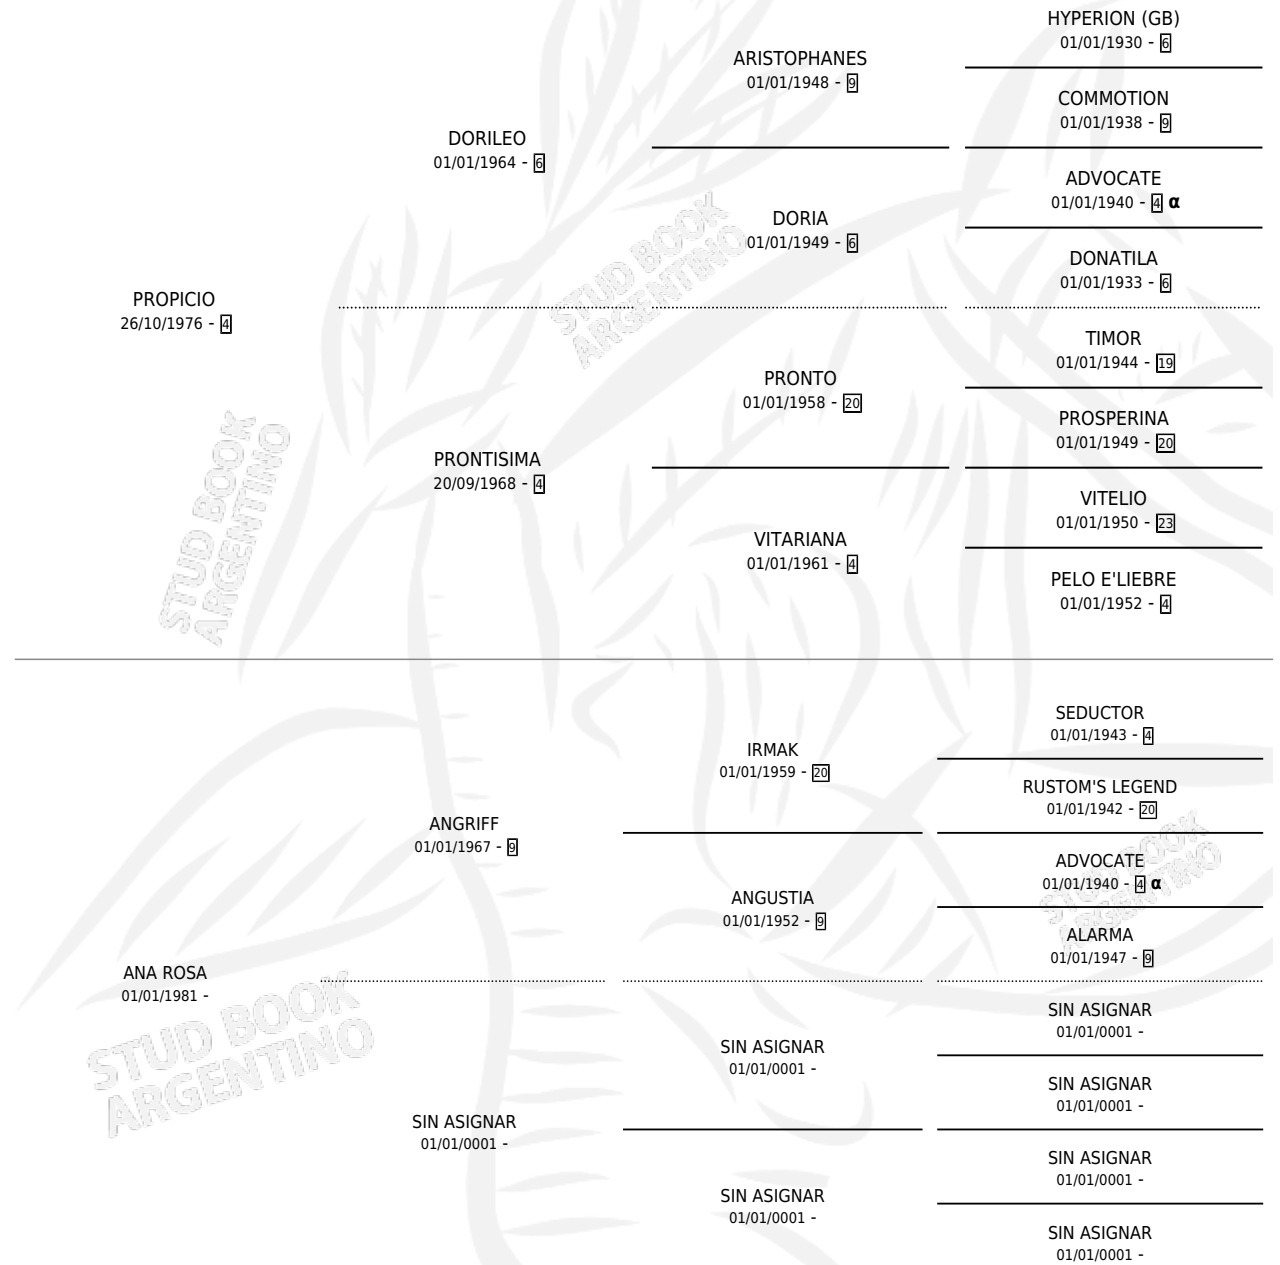 HYPERION (GB)
01/01/1930 - 6
ARISTOPHANES
01/01/1948 - 9
COMMOTION
01/01/1938 - 9
DORILEO
01/01/1964 - 6
ADVOCATE
01/01/1940 - 4 α
DORIA
01/01/1949 - 6
DONATILA
01/01/1933 - 6
PROPICIO
26/10/1976 - 4
TIMOR
01/01/1944 - 19
PRONTO
01/01/1958 - 20
PROSPERINA
01/01/1949 - 20
PRONTISIMA
20/09/1968 - 4
VITELIO
01/01/1950 - 23
VITARIANA
01/01/1961 - 4
PELO E'LIEBRE
01/01/1952 - 4
SEDUCTOR
01/01/1943 - 4
IRMAK
01/01/1959 - 20
RUSTOM'S LEGEND
01/01/1942 - 20
ANGRIFF
01/01/1967 - 9
ADVOCATE
01/01/1940 - 4 α
ANGUSTIA
01/01/1952 - 9
ALARMA
01/01/1947 - 9
ANA ROSA
01/01/1981 -
SIN ASIGNAR
01/01/0001 -
SIN ASIGNAR
01/01/0001 -
SIN ASIGNAR
01/01/0001 -
SIN ASIGNAR
01/01/0001 -
SIN ASIGNAR
01/01/0001 -
SIN ASIGNAR
01/01/0001 -
SIN ASIGNAR
01/01/0001 -
STUD BOOK
ARGENTINO
STUD BOOK
ARGENTINO
STUD BOOK
ARGENTINO
STUD BOOK
ARGENTINO